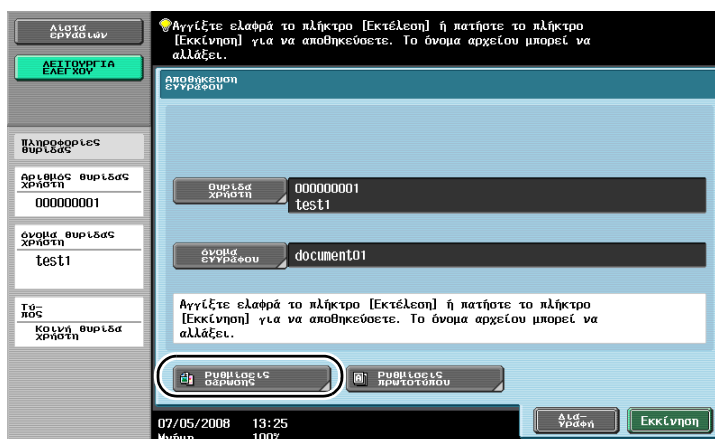 Λίστα
εργασιών
ΛΕΙΤΟΥΡΓΙΑ
ΕΛΕΓΧΟΥ
Πληροφορίες
θυρίδας
Αριθμός θυρίδας
χρήστη
000000001
όνομα θυρίδας
χρήστη
test1
Τύ-
πος
Κοινή θυρίδα
χρήστη
Αγγίξτε ελαφρά το πλήκτρο [Εκτέλεση] ή πατήστε το πλήκτρο
[Εκκίνηση] για να αποθηκεύσετε. Το όνομα αρχείου μπορεί να
αλλάξει.
Αποθήκευση
εγγράφου
θυρίδα
χρήστη
000000001
test1
όνομα
εγγράφου
document01
Αγγίξτε ελαφρά το πλήκτρο [Εκτέλεση] ή πατήστε το πλήκτρο
[Εκκίνηση] για να αποθηκεύσετε. Το όνομα αρχείου μπορεί να
αλλάξει.
Ρυθμίσεις
σάρωσης
Ρυθμίσεις
πρωτοτύπου
07/05/2008 13:25
Μνήμη 100%
Δια-
γραφή
Εκκίνηση